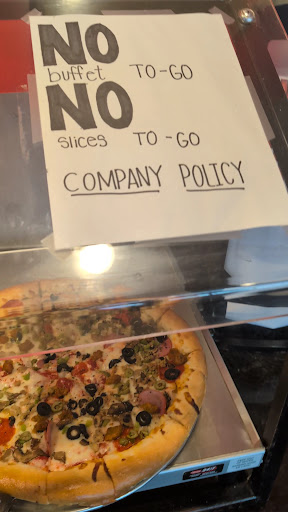 NO
buffet TO-GO
NO
slices TO-GO
COMPANY POLICY